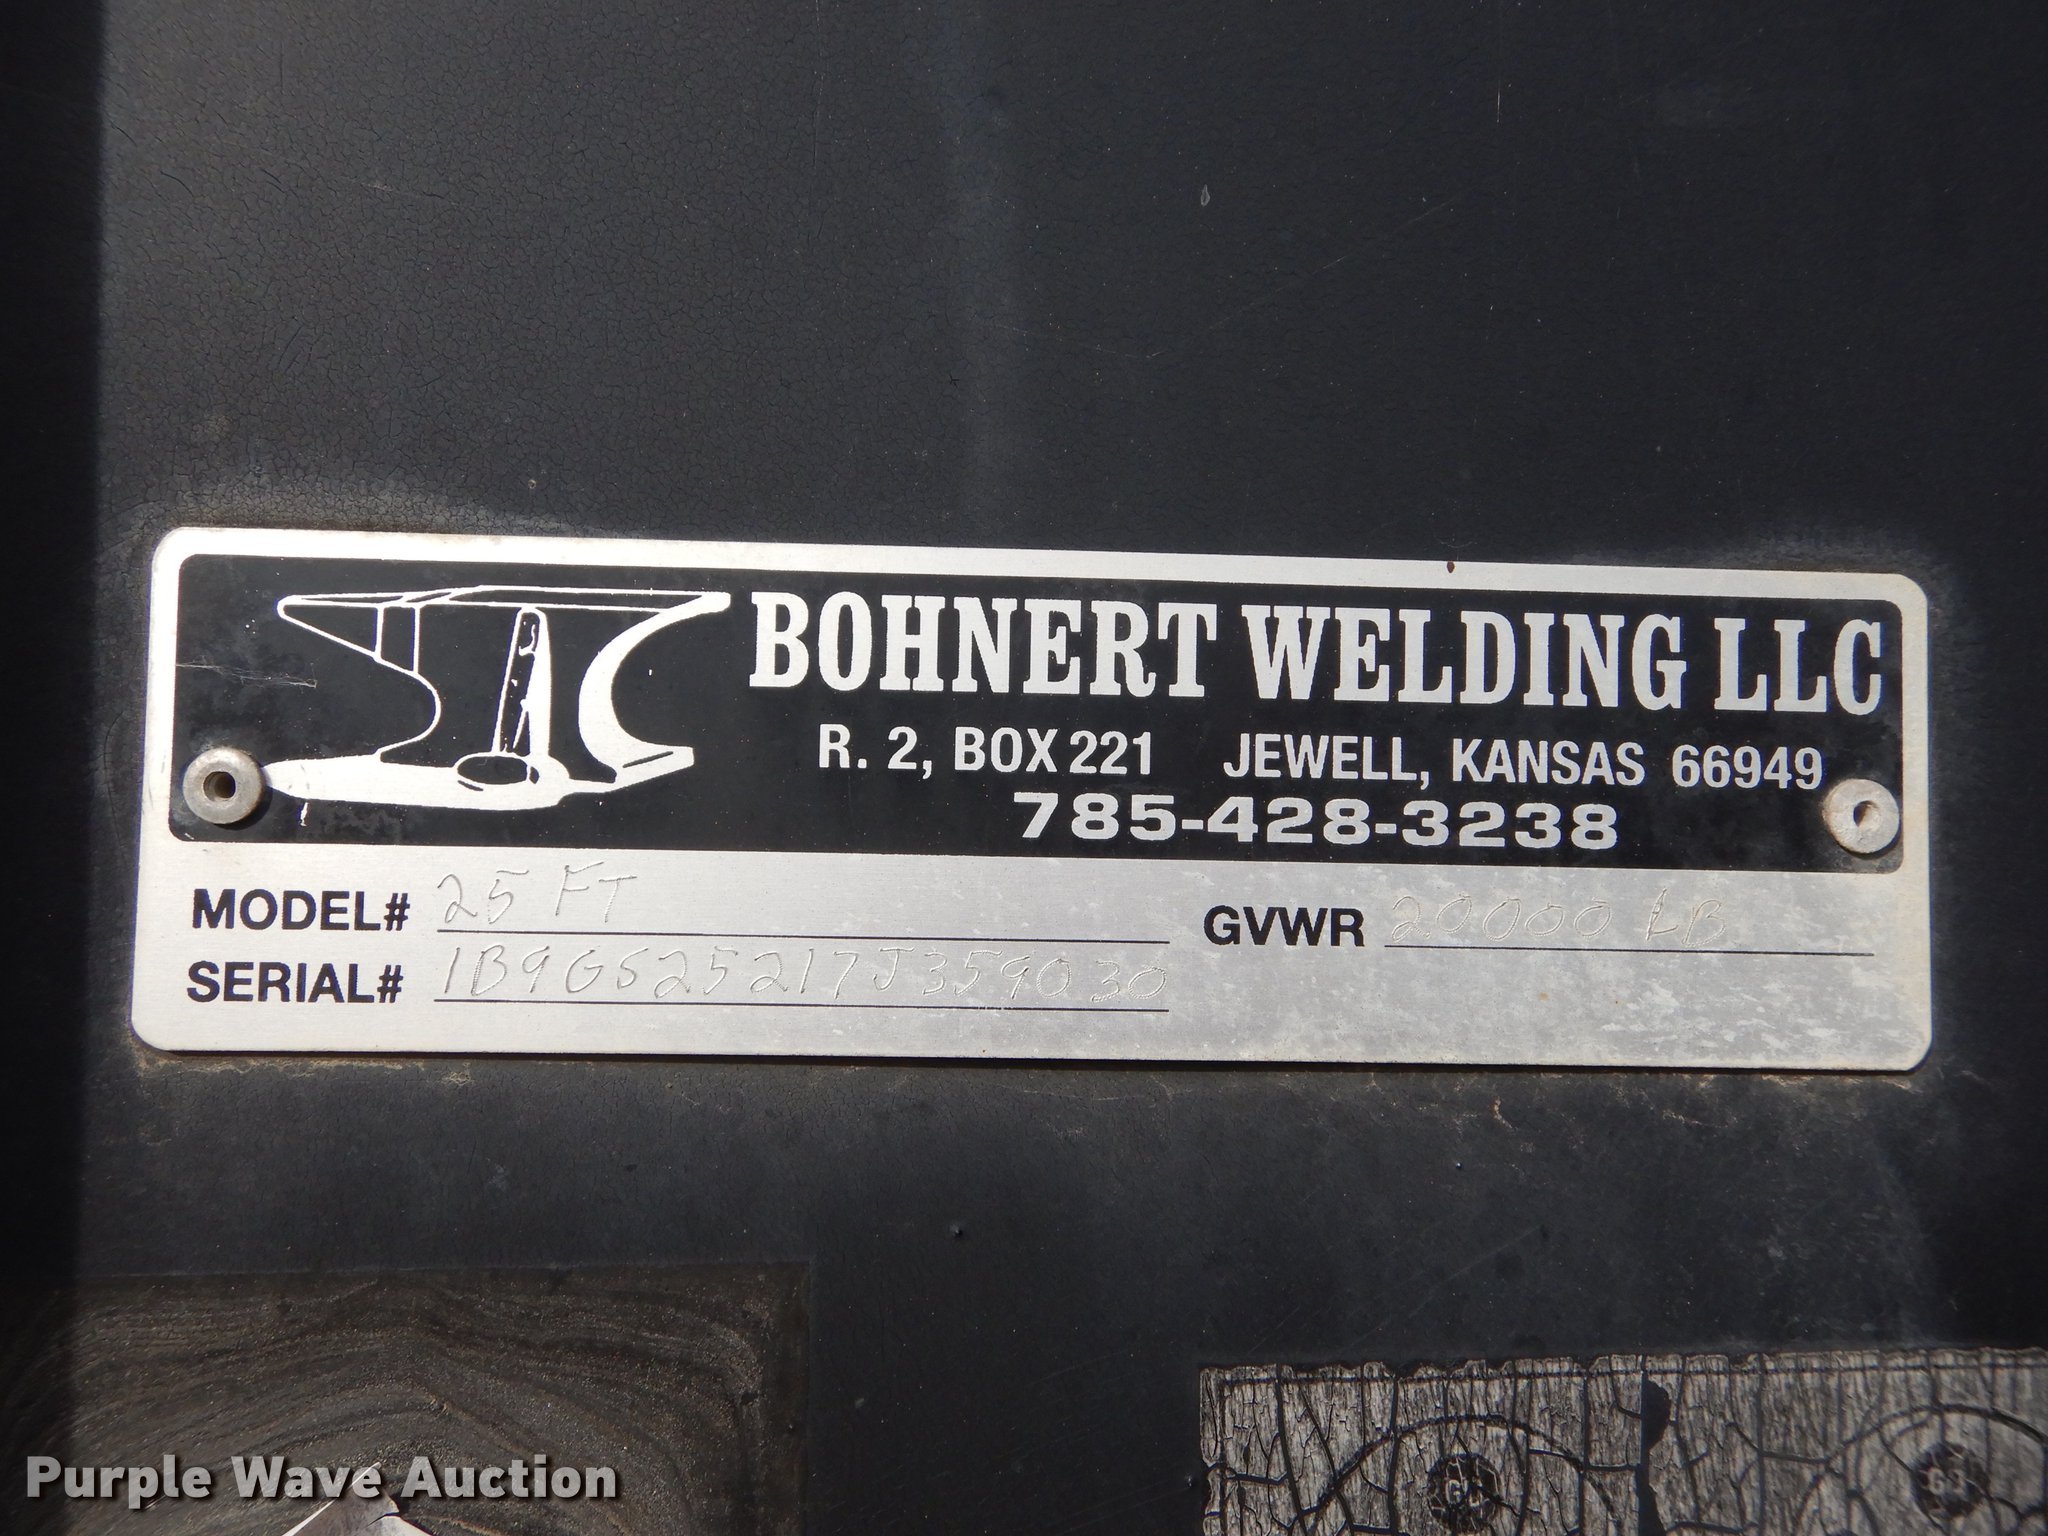 BOHNERT WELDING LLC
R. 2, BOX 221 JEWELL, KANSAS 66949
785-428-3238
MODEL# 25 FT GVWR 20000 LB
SERIAL# 1B9GS25217J359030
Purple Wave Auction